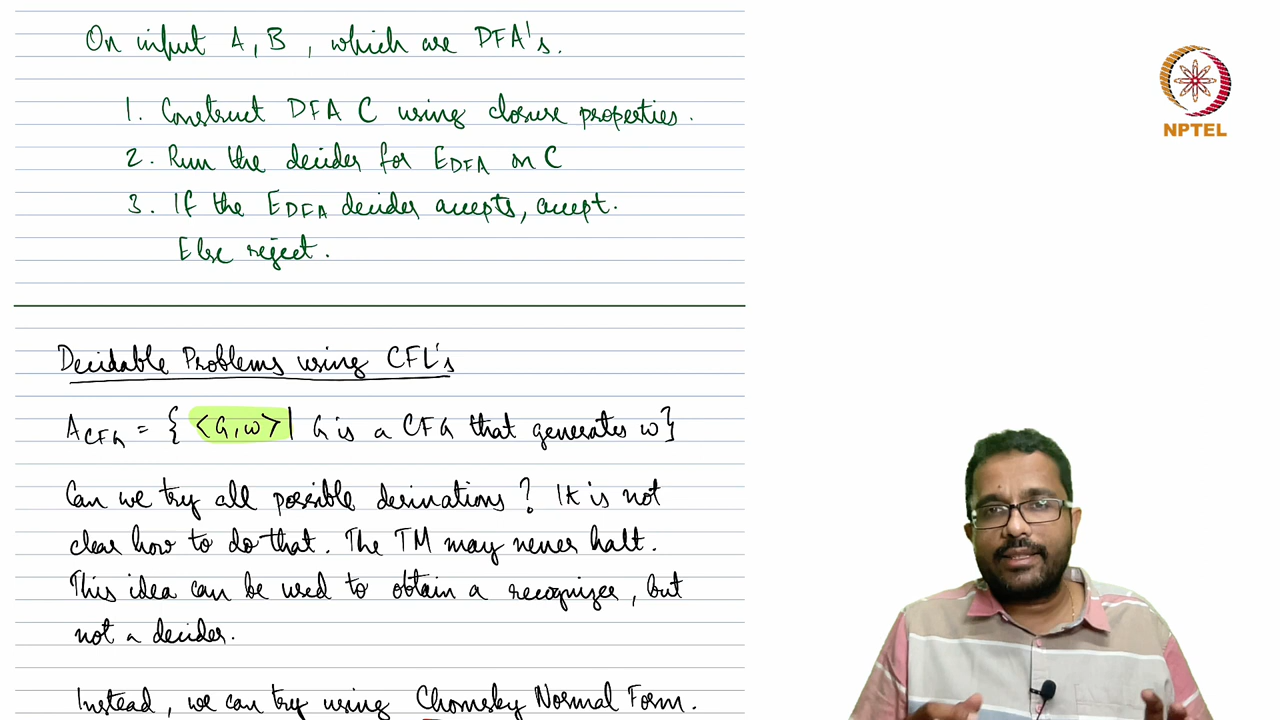 On input A, B, which are DFA's.
1. Construct DFA C using closure properties.
2. Run the decider for EDFA on C
3. If the EDFA decider accepts, accept.
Else reject.
Decidable Problems using CFL's
ACFG = { <G,w> | G is a CFG that generates w}
Can we try all possible derivations? It is not
clear how to do that. The TM may never halt.
This idea can be used to obtain a recognizer, but
not a decider.
Instead, we can try using Chomsky Normal Form.
NPTEL